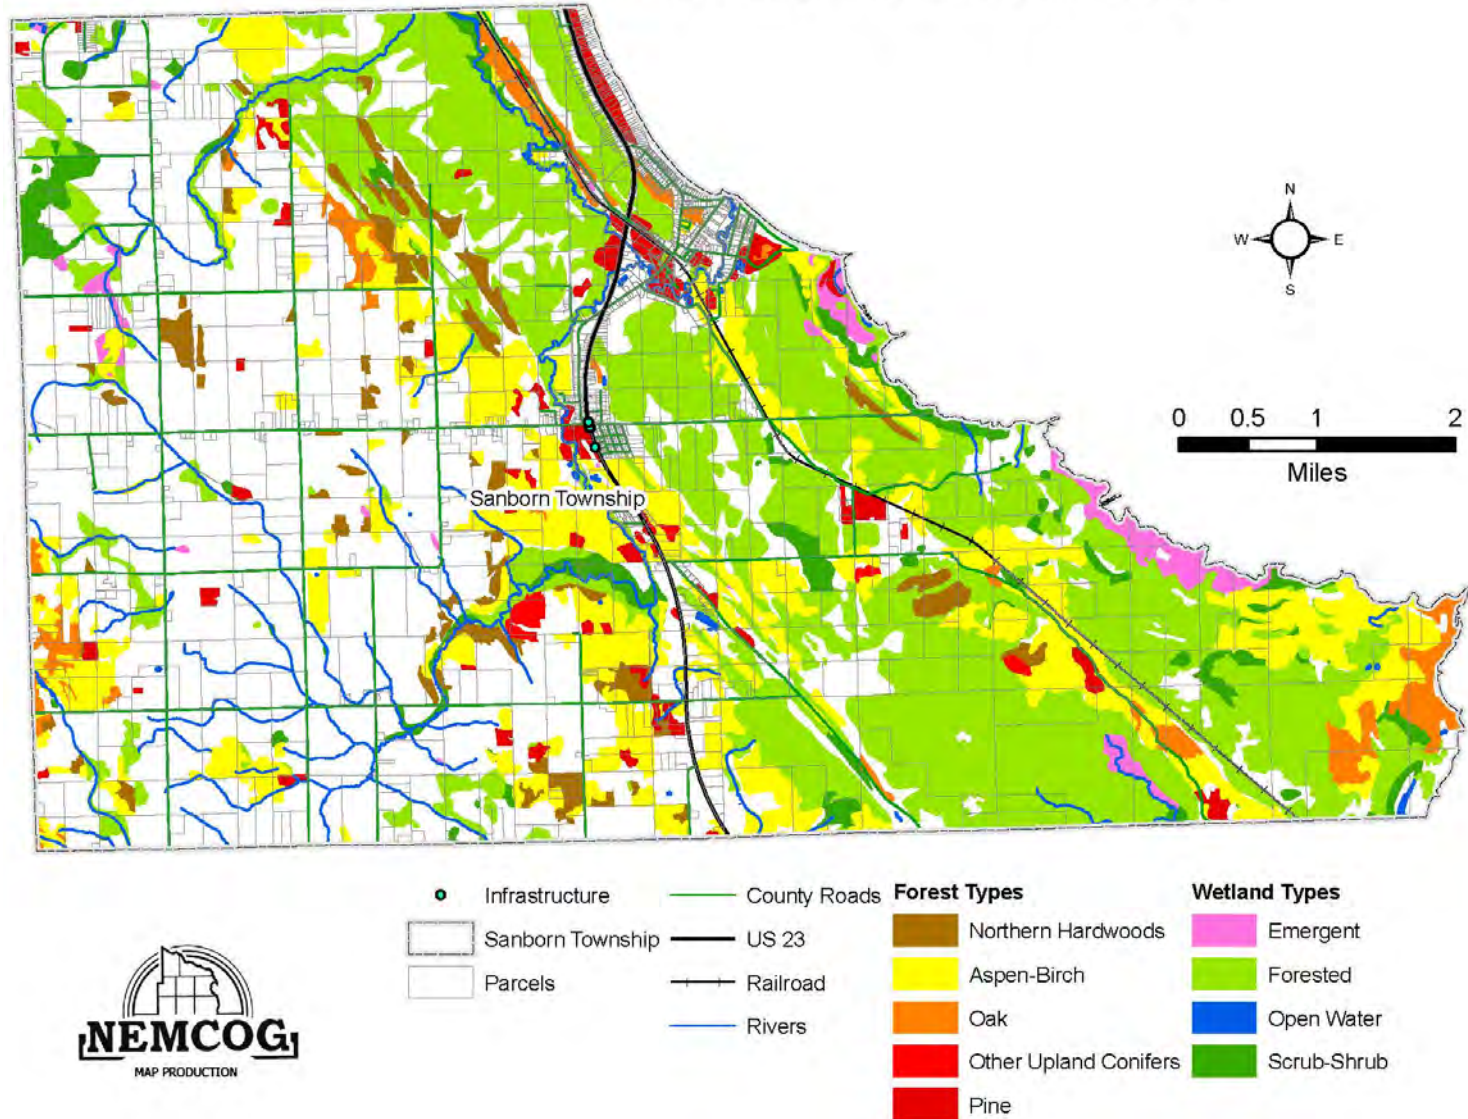 N
W E
S
0 0.5 1 2
Miles
Sanborn Township
Infrastructure
Sanborn Township
Parcels
County Roads
US 23
Railroad
Rivers
Forest Types
Northern Hardwoods
Aspen-Birch
Oak
Other Upland Conifers
Pine
Wetland Types
Emergent
Forested
Open Water
Scrub-Shrub
NEMCOG
MAP PRODUCTION